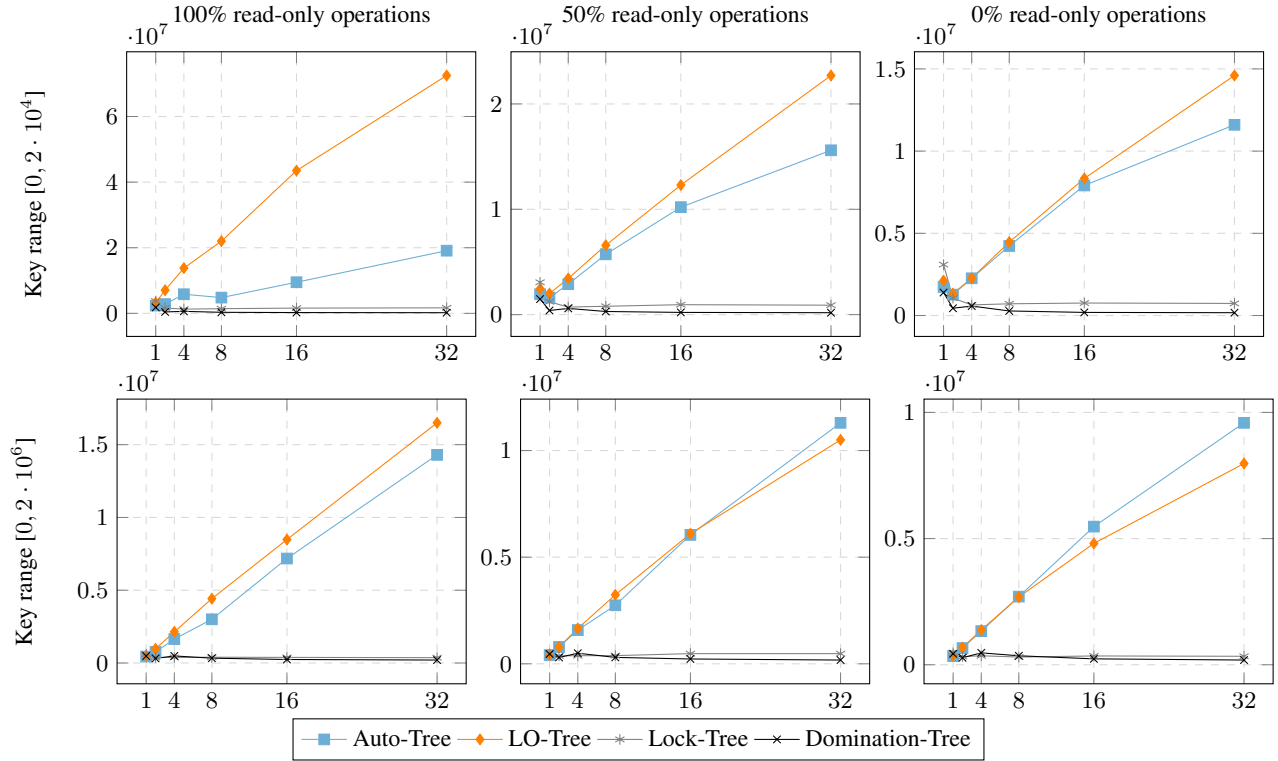 100% read-only operations
50% read-only operations
0% read-only operations
Key range [0, 2 · 10^4]
·10^7
6
4
2
0
1 4 8 16 32
·10^7
2
1
0
1 4 8 16 32
·10^7
1.5
1
0.5
0
1 4 8 16 32
Key range [0, 2 · 10^6]
·10^7
1.5
1
0.5
0
1 4 8 16 32
·10^7
1
0.5
0
1 4 8 16 32
·10^7
1
0.5
0
1 4 8 16 32
Auto-Tree LO-Tree Lock-Tree Domination-Tree